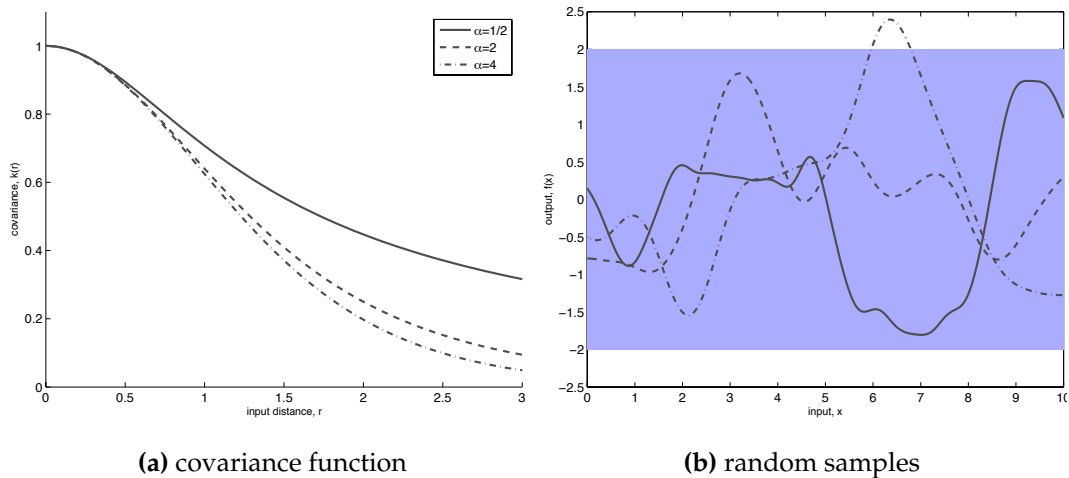 α=1/2
α=2
α=4
covariance, k(r)
1
0.8
0.6
0.4
0.2
0
0 0.5 1 1.5 2 2.5 3
input distance, r
(a) covariance function
output, f(x)
2.5
2
1.5
1
0.5
0
−0.5
−1
−1.5
−2
−2.5
0 1 2 3 4 5 6 7 8 9 10
input, x
(b) random samples